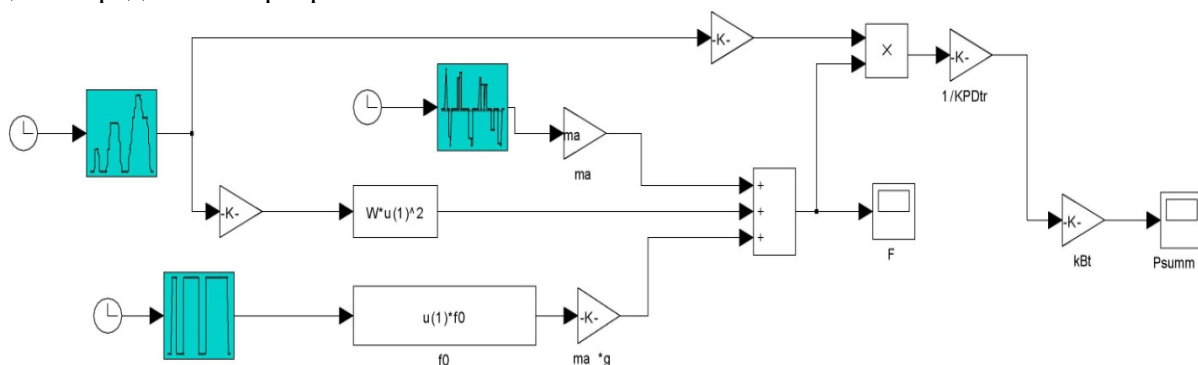 -K-
X
-K-
1/KPDtr
ma
ma
-K-
W*u(1)^2
+
+
+
F
-K-
kBt
Psumm
u(1)*f0
f0
-K-
ma *g